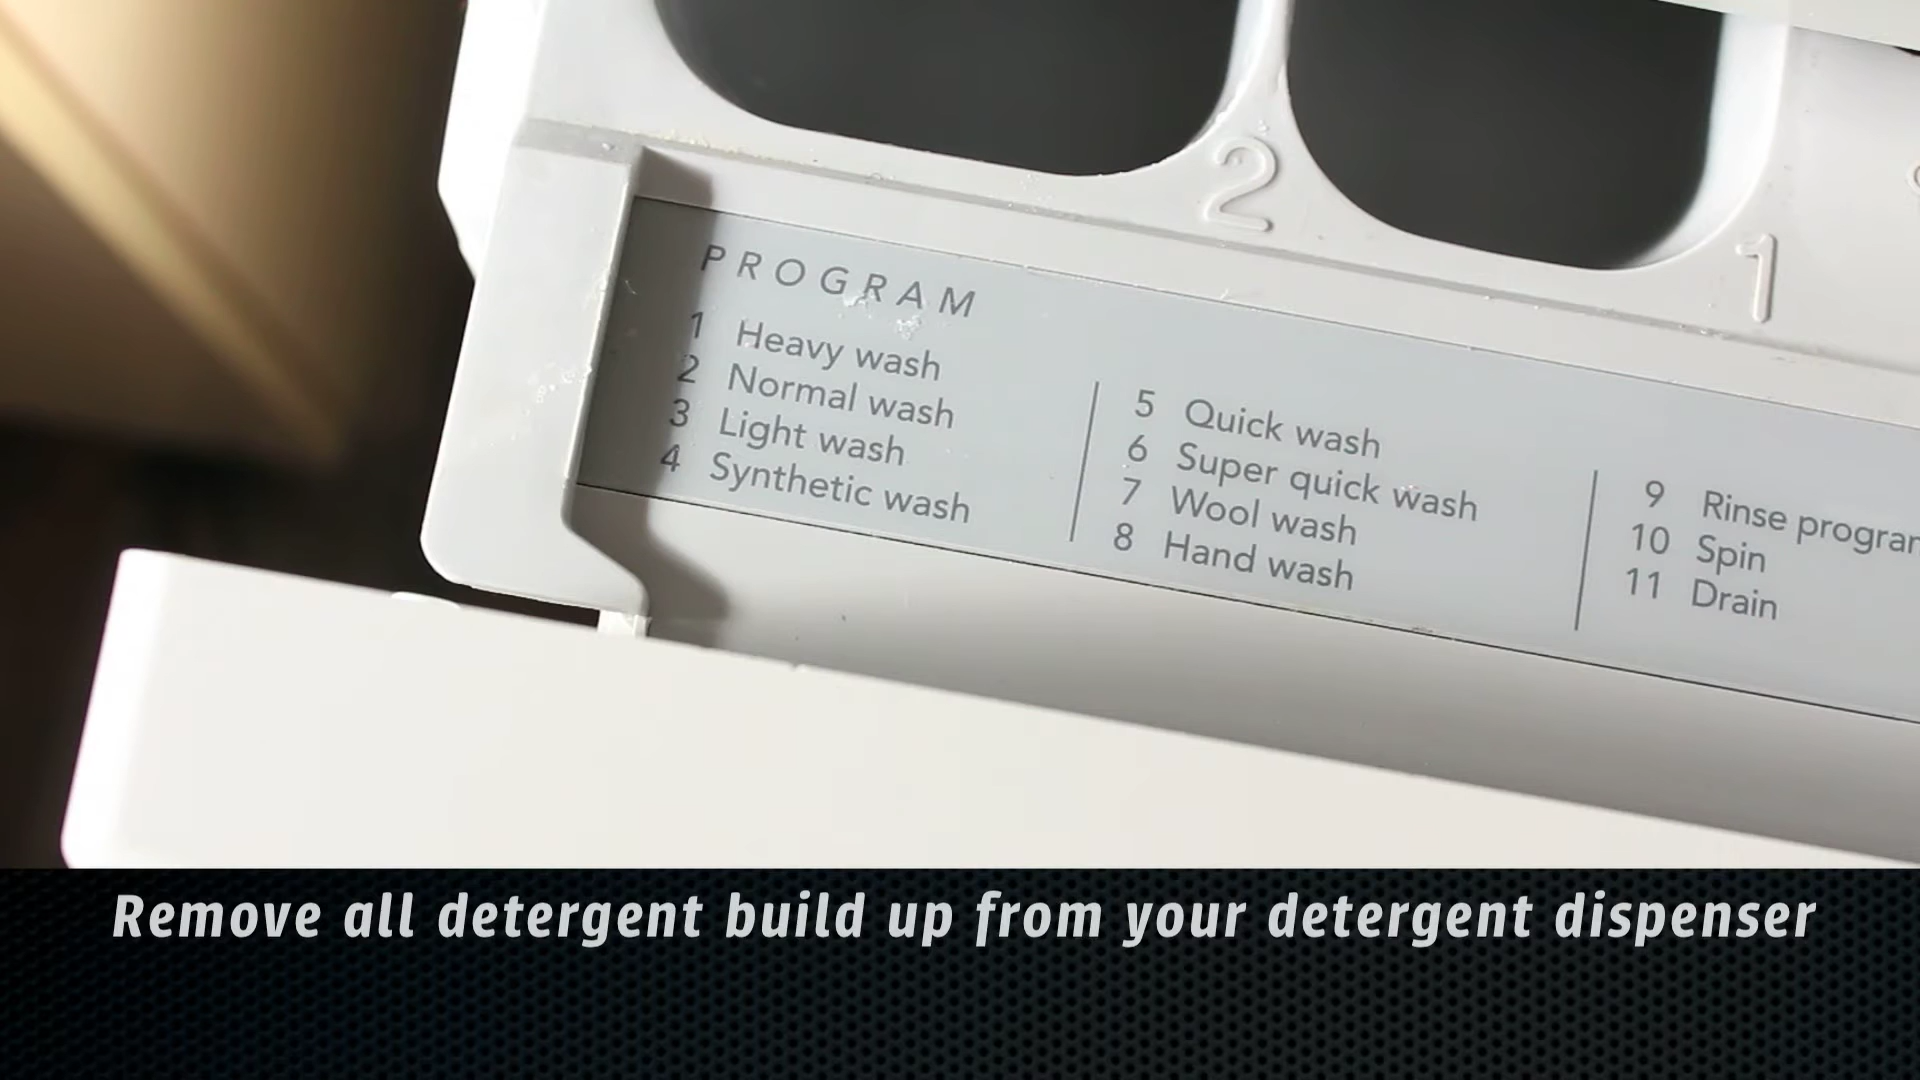 2
1
PROGRAM
1 Heavy wash
2 Normal wash
3 Light wash
4 Synthetic wash
5 Quick wash
6 Super quick wash
7 Wool wash
8 Hand wash
9 Rinse
10 Spin
11 Drain
Remove all detergent build up from your detergent dispenser